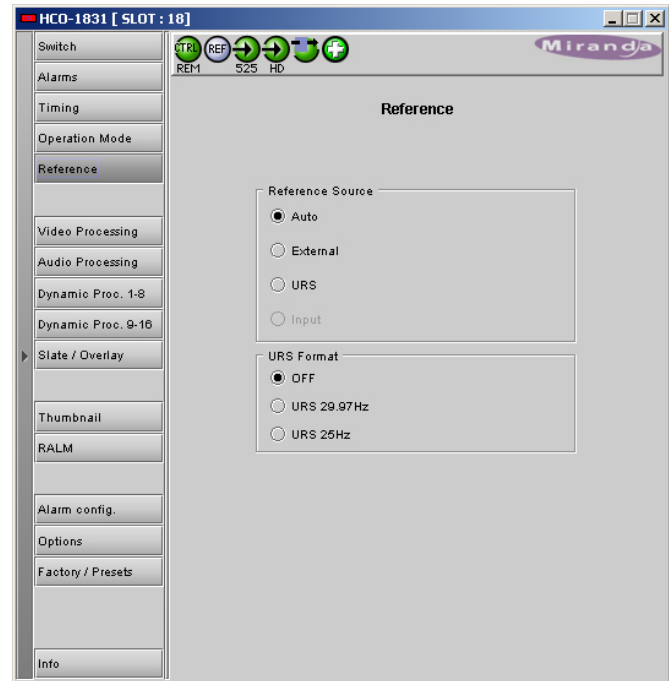 HCO-1831 [ SLOT : 18]
Switch
Alarms
Timing
Operation Mode
Reference
Video Processing
Audio Processing
Dynamic Proc. 1-8
Dynamic Proc. 9-16
Slate / Overlay
Thumbnail
RALM
Alarm config.
Options
Factory / Presets
Info
CTRL REF
REM 525 HD
Miranda
Reference
Reference Source
Auto
External
URS
Input
URS Format
OFF
URS 29.97Hz
URS 25Hz